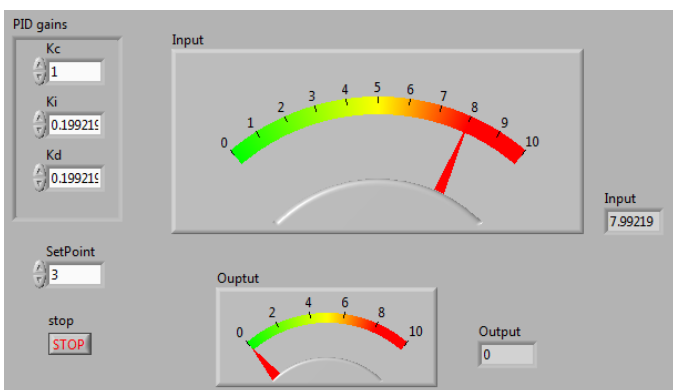 PID gains
Kc
1
Ki
0.199219
Kd
0.199219
SetPoint
3
stop
STOP
Input
0 1 2 3 4 5 6 7 8 9 10
Input
7.99219
Ouptut
0 2 4 6 8 10
Output
0